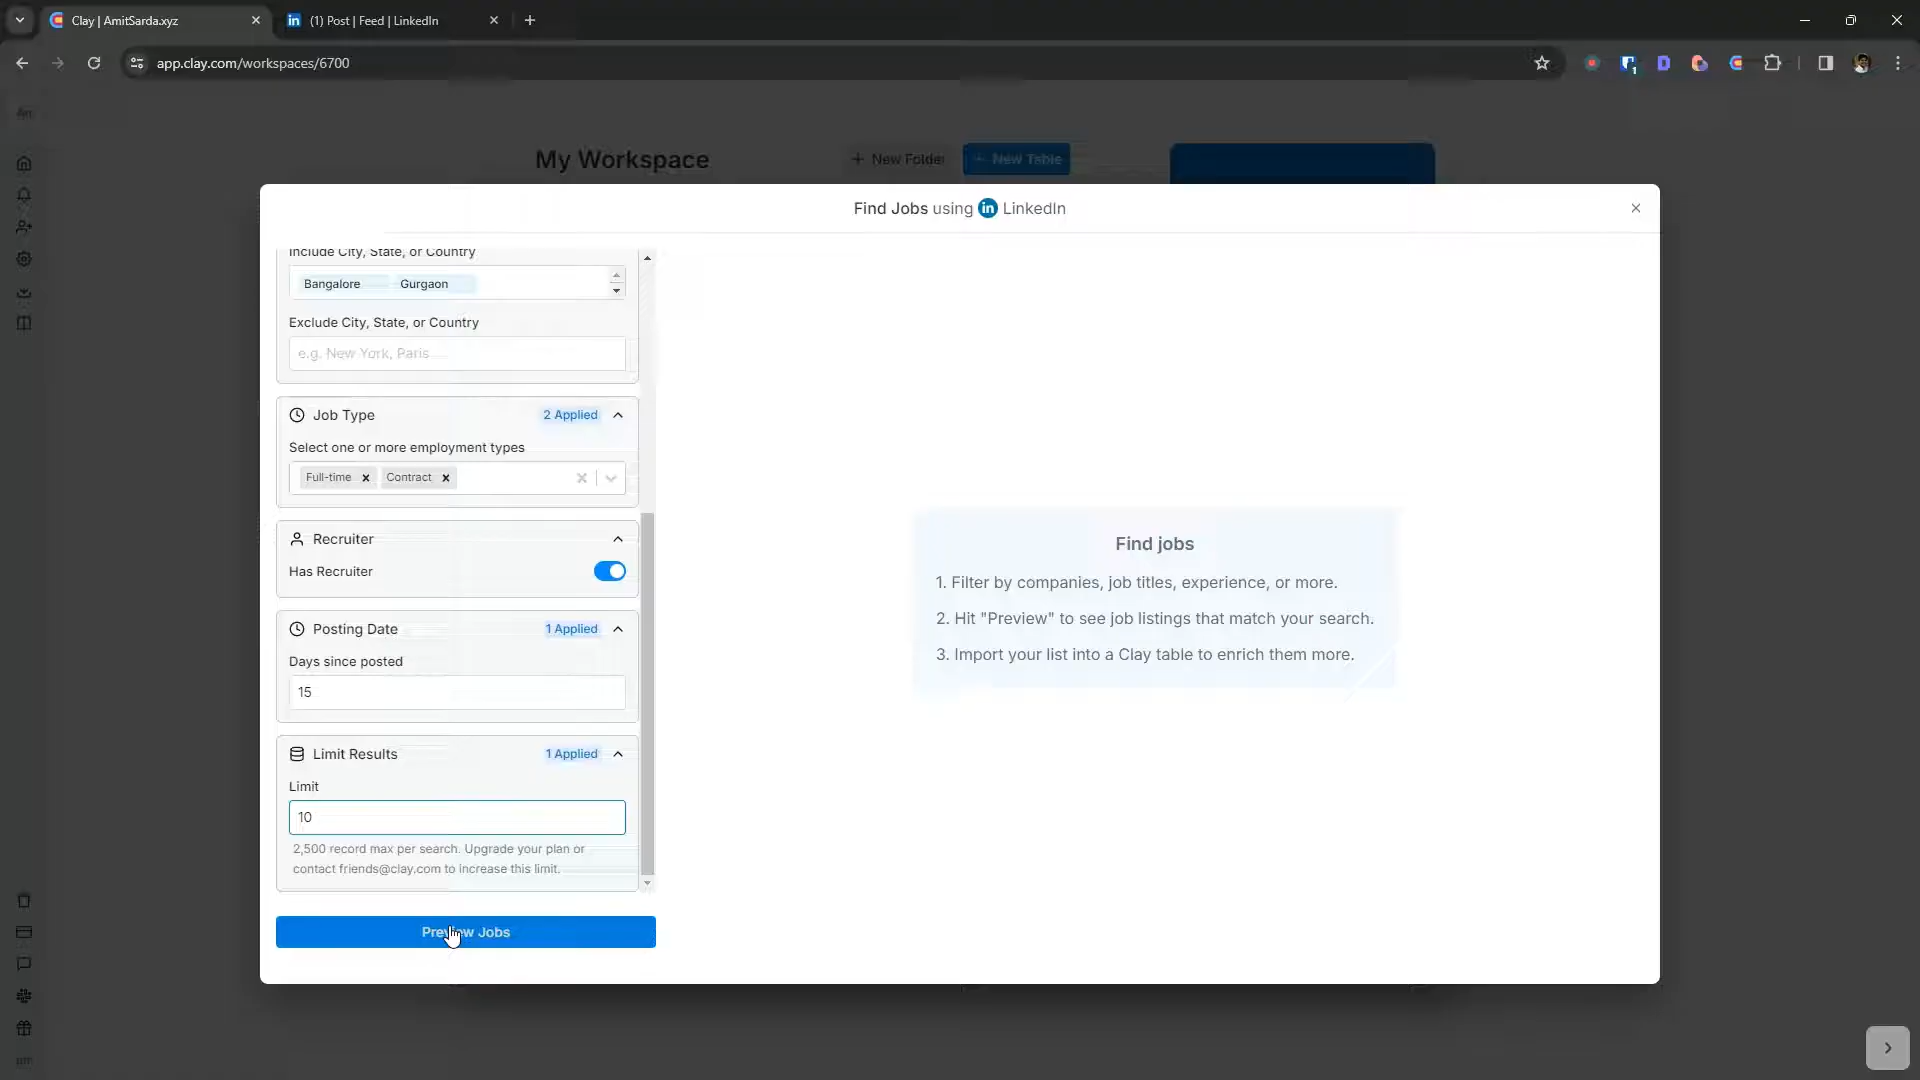 Clay | AmitSarda.xyz
(1) Post | Feed | LinkedIn
app.clay.com/workspaces/6700
My Workspace
+ New Folder
+ New Table
Find Jobs using in LinkedIn
Include City, State, or Country
Bangalore
Gurgaon
Exclude City, State, or Country
e.g. New York, Paris
Job Type
2 Applied
Select one or more employment types
Full-time
Contract
Recruiter
Has Recruiter
Posting Date
1 Applied
Days since posted
15
Limit Results
1 Applied
Limit
10
2,500 record max per search. Upgrade your plan or
contact friends@clay.com to increase this limit.
Preview Jobs
Find jobs
1. Filter by companies, job titles, experience, or more.
2. Hit "Preview" to see job listings that match your search.
3. Import your list into a Clay table to enrich them more.